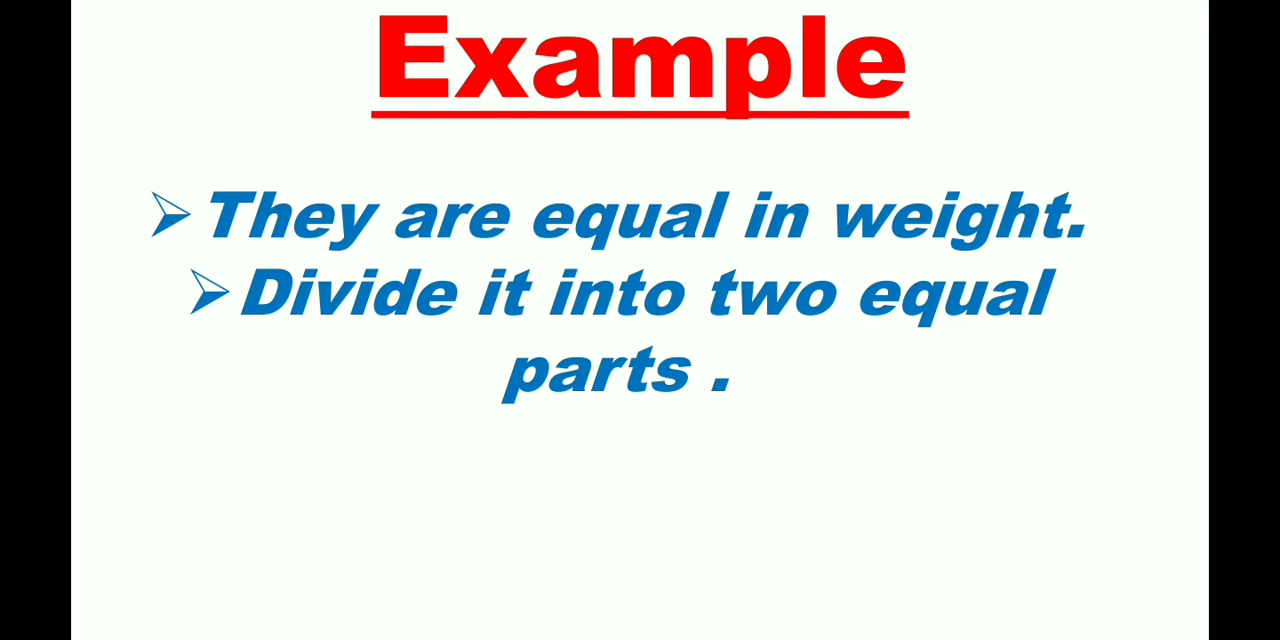 Example
➢They are equal in weight.
➢Divide it into two equal
parts .